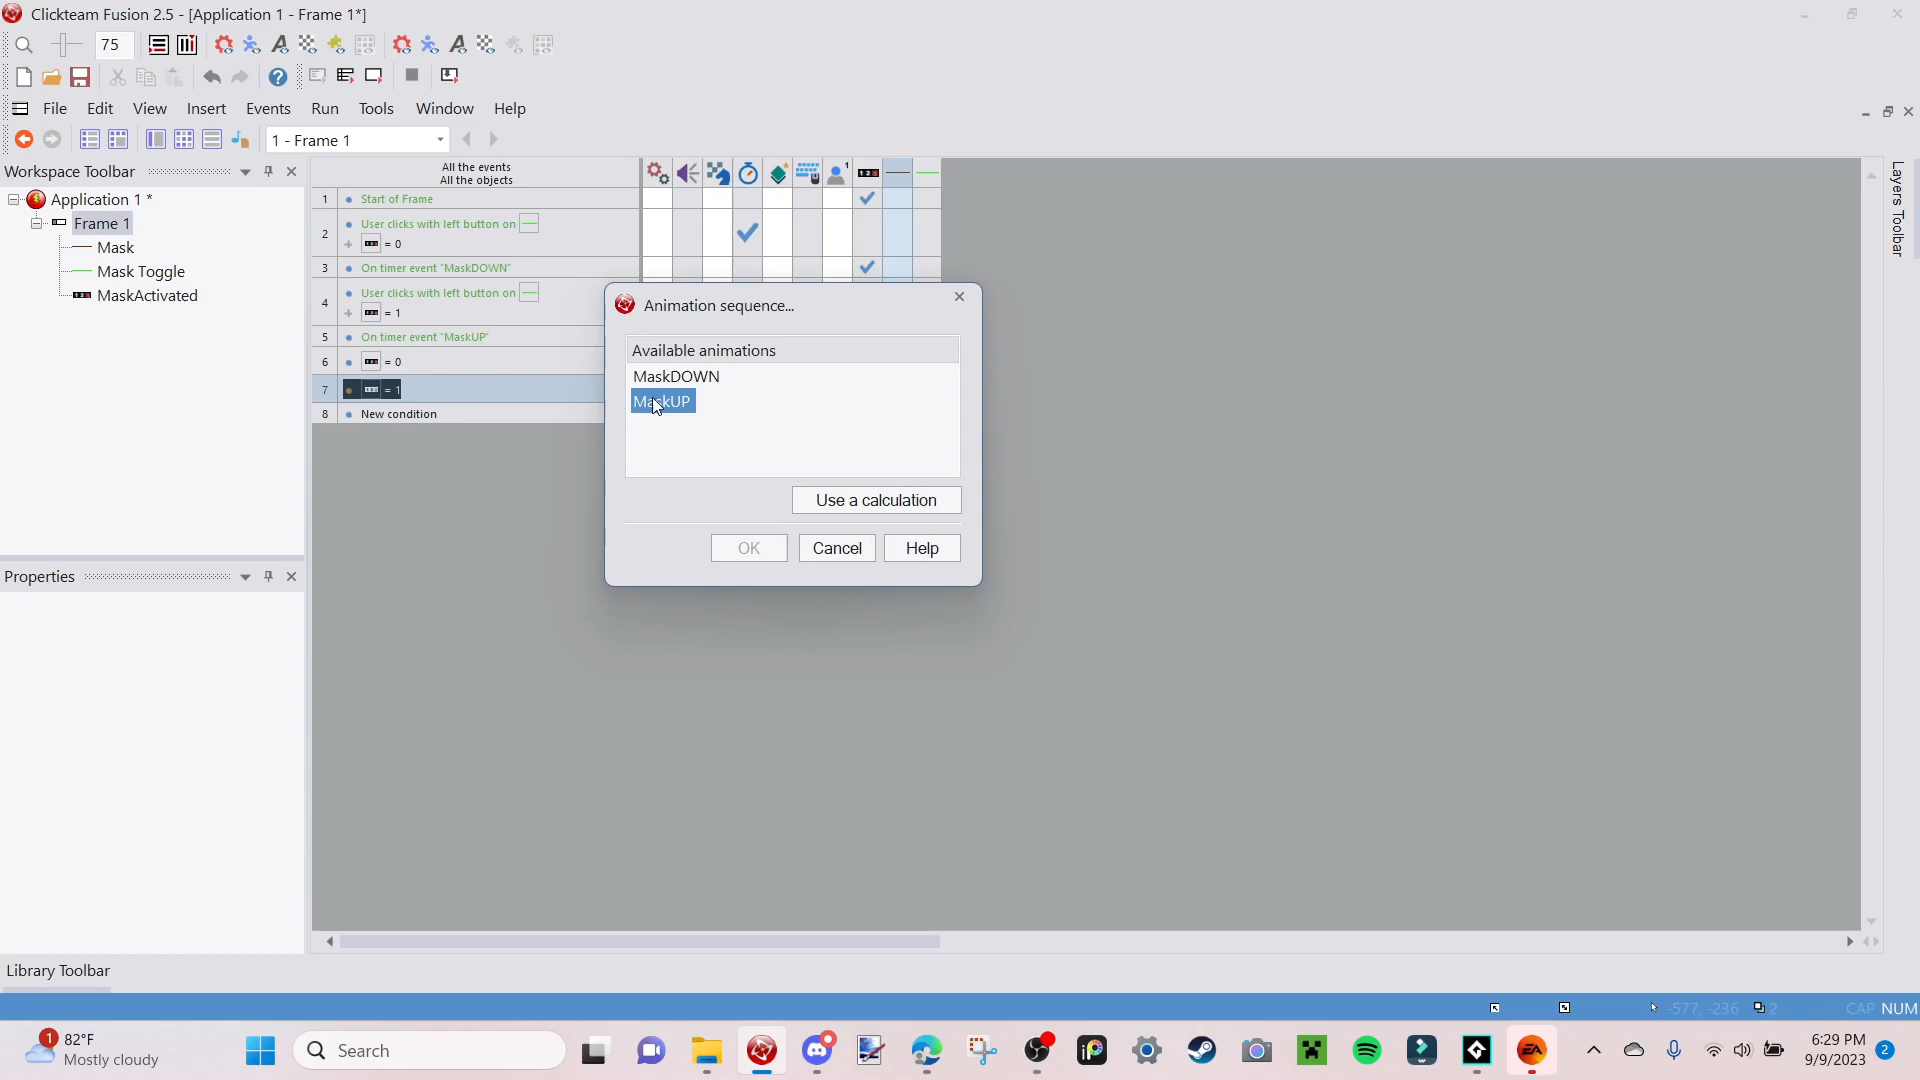 Clickteam Fusion 2.5 - [Application 1 - Frame 1*]
75
File Edit View Insert Events Run Tools Window Help
1 - Frame 1
Workspace Toolbar
Application 1 *
Frame 1
Mask
Mask Toggle
MaskActivated
All the events
All the objects
1 Start of Frame
2 User clicks with left button on
= 0
3 On timer event "MaskDOWN"
4 User clicks with left button on
= 1
5 On timer event "MaskUP"
6 = 0
7 = 1
8 New condition
Animation sequence...
Available animations
MaskDOWN
MaskUP
Use a calculation
OK Cancel Help
Layers Toolbar
Properties
Library Toolbar
-577, -236 2 CAP NUM
1 82°F
Mostly cloudy
Search
6:29 PM
9/9/2023
2